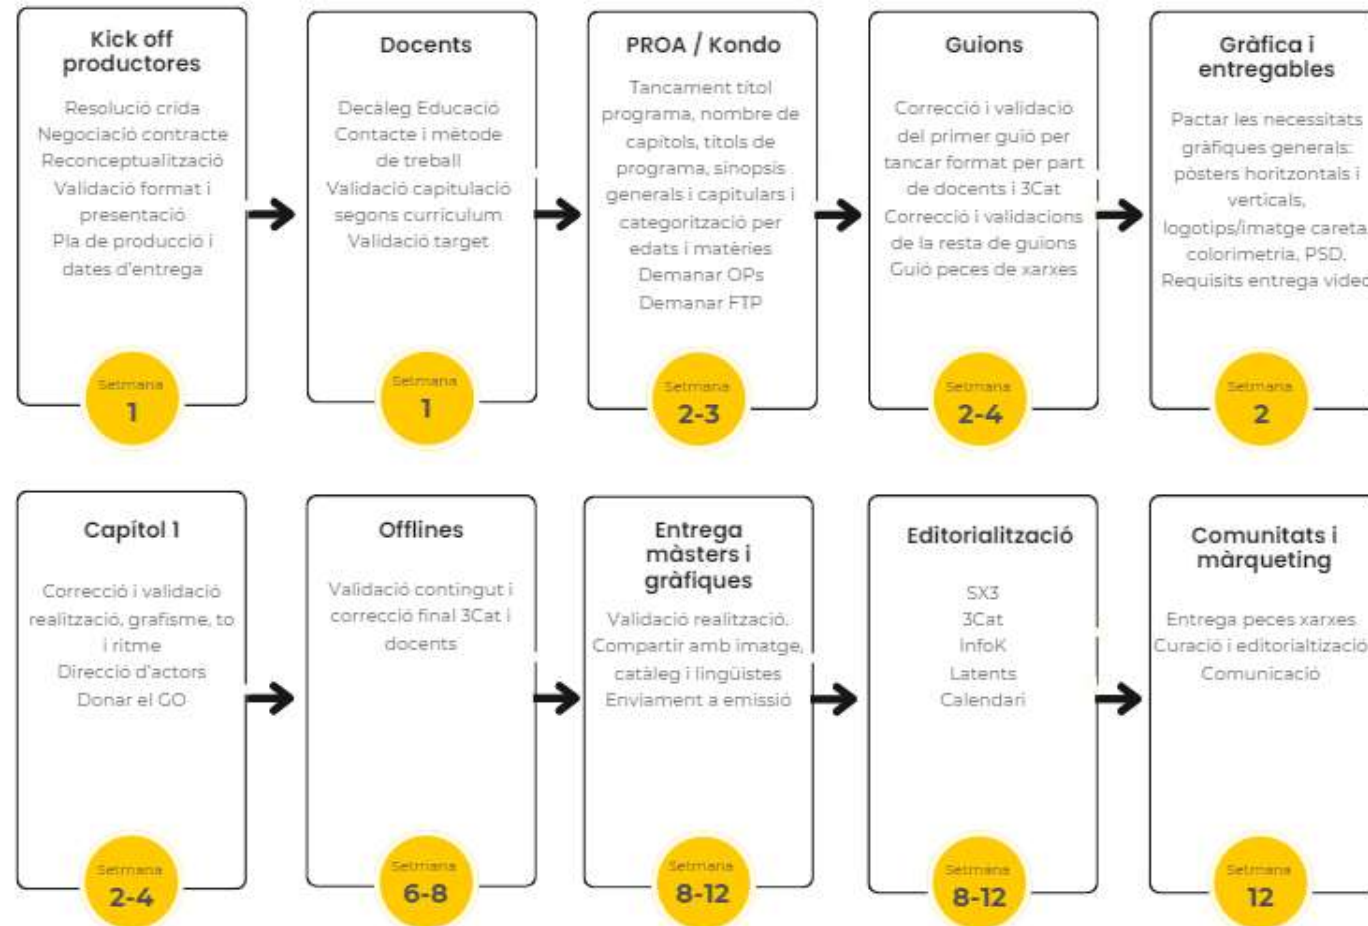 Kick off
productores
Resolució crida
Negociació contracte
Reconceptualització
Validació format i
presentació
Pla de producció i
dates d'entrega
Setmana
1
Docents
Decàleg Educació
Contacte i mètode
de treball
Validació capitulació
segons currículum
Validació target
Setmana
1
PROA / Kondo
Tancament títol
programa, nombre de
capítols, títols de
programa, sinopsis
generals i capitulars i
categorització per
edats i matèries
Demanar OPs
Demanar FTP
Setmana
2-3
Guions
Correcció i validació
del primer guió per
tancar format per part
de docents i 3Cat
Correcció i validacions
de la resta de guions
Guió peces de xarxes
Setmana
2-4
Gràfica i
entregables
Pactar les necessitats
gràfiques generals:
pòsters horitzontals i
verticals,
logotips/imatge careta,
colorimetria, PSD.
Requisits entrega vídeo
Setmana
2
Capítol 1
Correcció i validació
realització, grafisme, to
i ritme
Direcció d'actors
Donar el GO
Setmana
2-4
Offlines
Validació contingut i
correcció final 3Cat i
docents
Setmana
6-8
Entrega
màsters i
gràfiques
Validació realització.
Compartir amb imatge,
catàleg i lingüistes
Enviament a emissió
Setmana
8-12
Editorialització
SX3
3Cat
InfoK
Latents
Calendari
Setmana
8-12
Comunitats i
màrqueting
Entrega peces xarxes
Curació i editorialtizació
Comunicació
Setmana
12